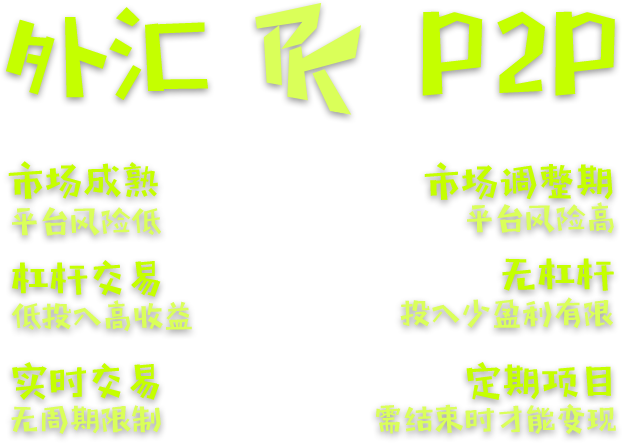 外汇 PK P2P
市场成熟
平台风险低
杠杆交易
低投入高收益
实时交易
无周期限制
市场调整期
平台风险高
无杠杆
投入少盈利有限
定期项目
需结束时才能变现